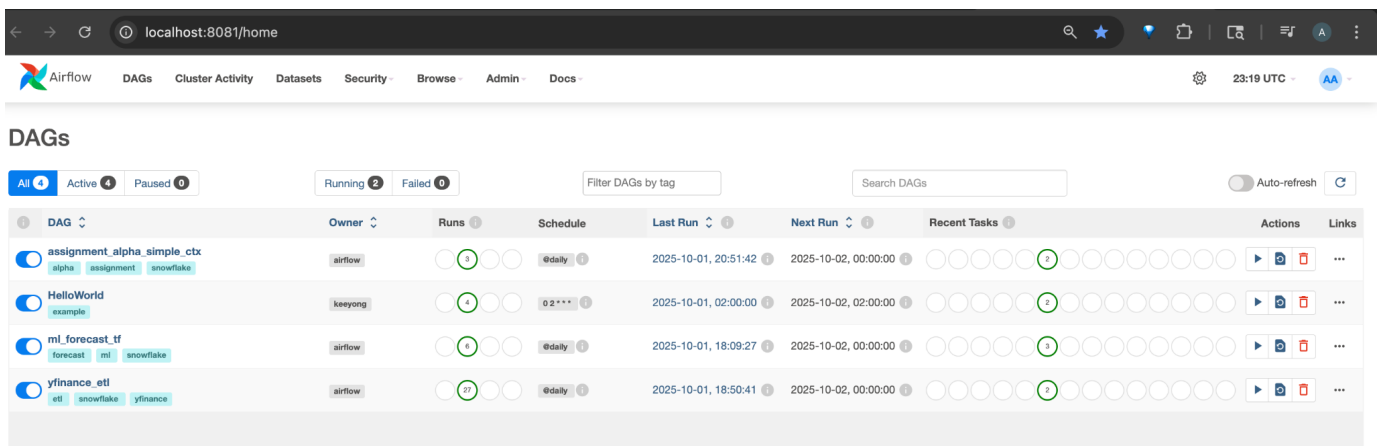 localhost:8081/home
A
Airflow DAGs Cluster Activity Datasets Security Browse Admin Docs 23:19 UTC AA
DAGs
All 4 Active 4 Paused 0 Running 2 Failed 0 Filter DAGs by tag Search DAGs Auto-refresh
DAG Owner Runs Schedule Last Run Next Run Recent Tasks Actions Links
assignment_alpha_simple_ctx
alpha assignment snowflake
airflow 3 @daily 2025-10-01, 20:51:42 2025-10-02, 00:00:00 2
HelloWorld
example
keeyong 4 0 2 * * * 2025-10-01, 02:00:00 2025-10-02, 02:00:00 2
ml_forecast_tf
forecast ml snowflake
airflow 6 @daily 2025-10-01, 18:09:27 2025-10-02, 00:00:00 3
yfinance_etl
etl snowflake yfinance
airflow 27 @daily 2025-10-01, 18:50:41 2025-10-02, 00:00:00 2